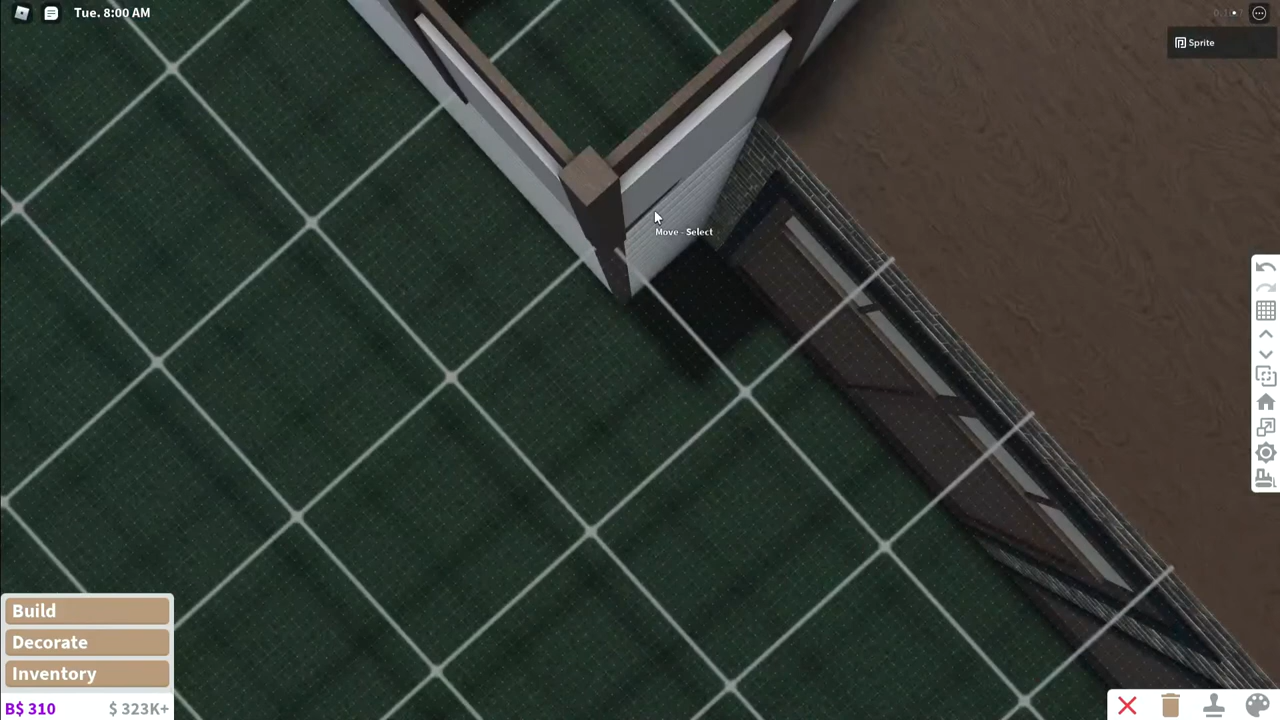 Tue. 8:00 AM
Sprite
Move - Select
Build
Decorate
Inventory
B$ 310
$ 323K+